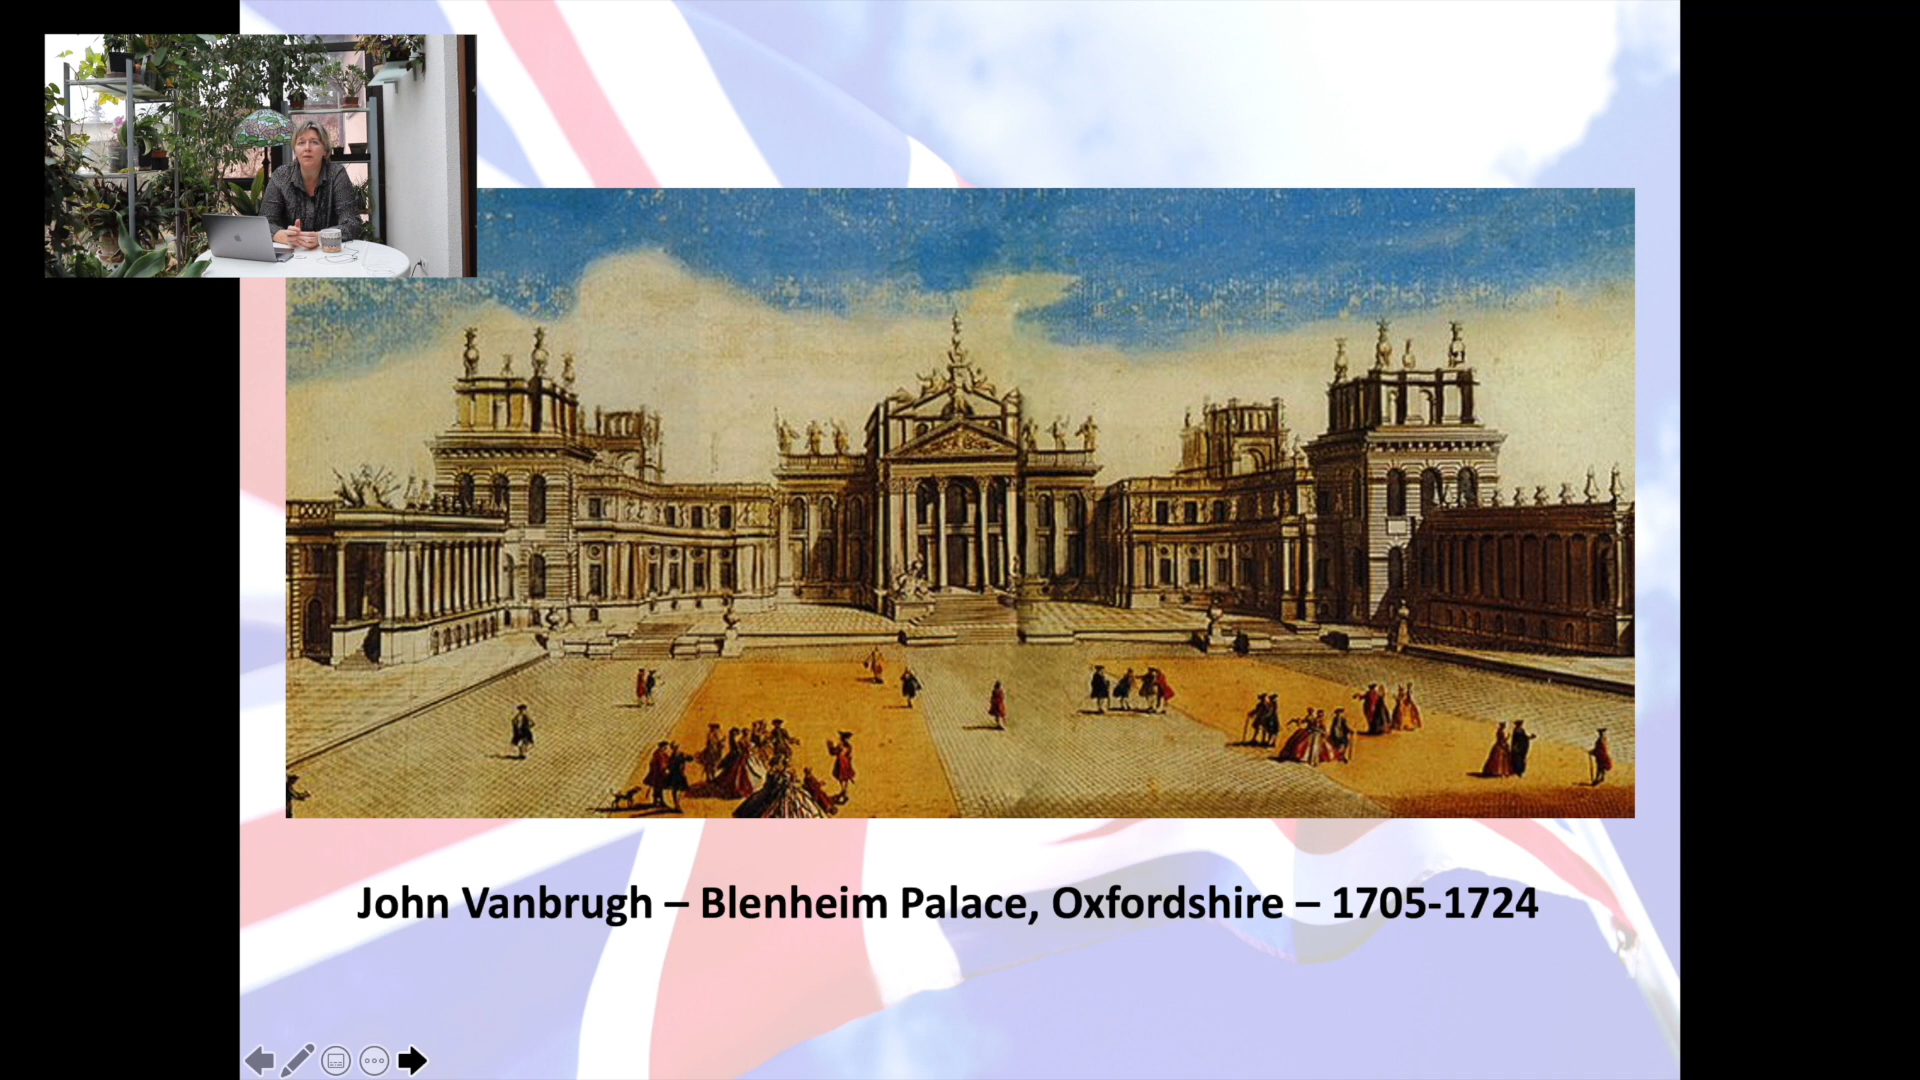 John Vanbrugh – Blenheim Palace, Oxfordshire – 1705-1724